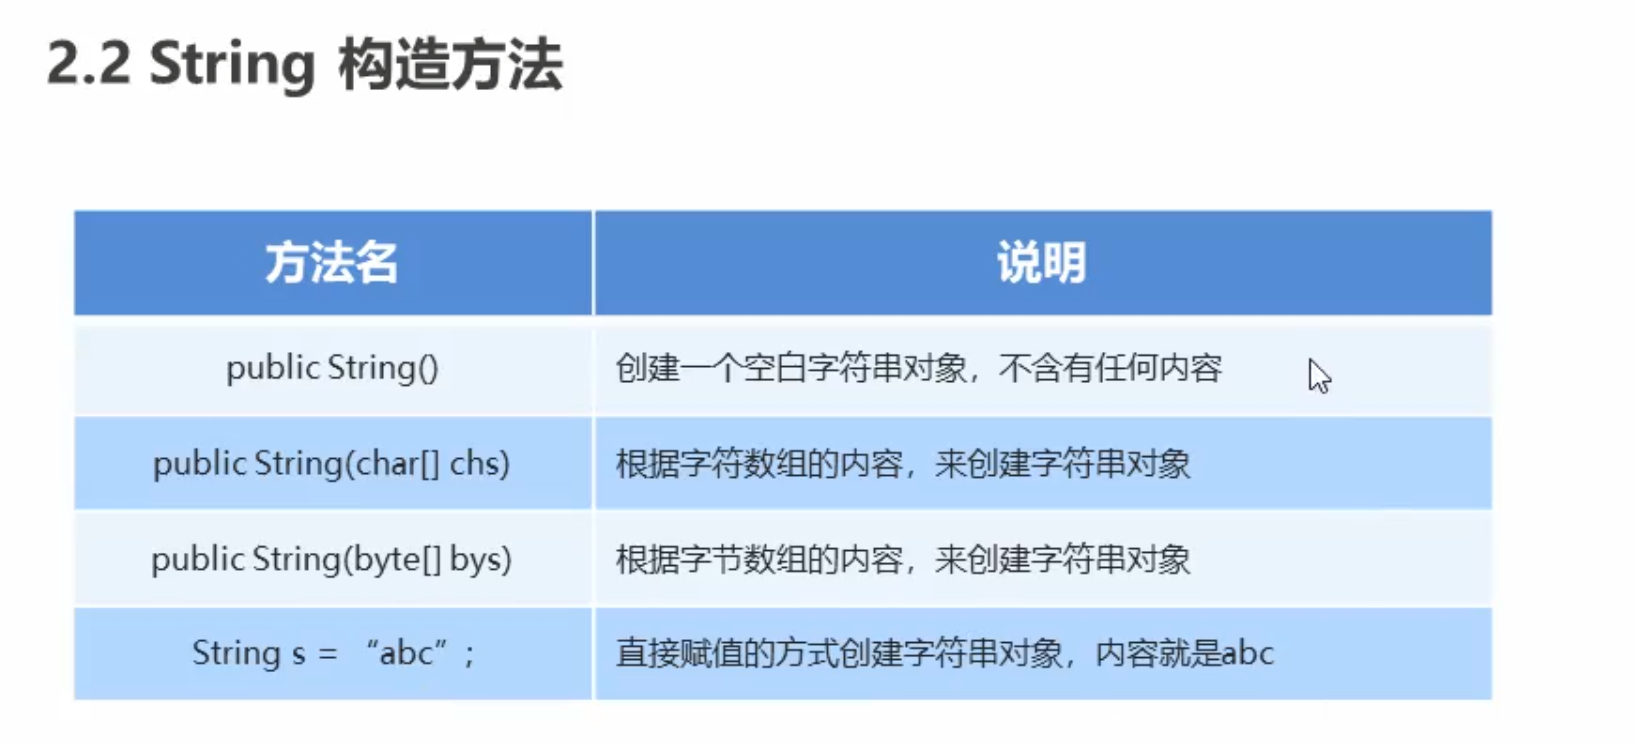 2.2 String 构造方法
方法名
说明
public String()
创建一个空白字符串对象，不含有任何内容
public String(char[] chs)
根据字符数组的内容，来创建字符串对象
public String(byte[] bys)
根据字节数组的内容，来创建字符串对象
String s = “abc”;
直接赋值的方式创建字符串对象，内容就是abc